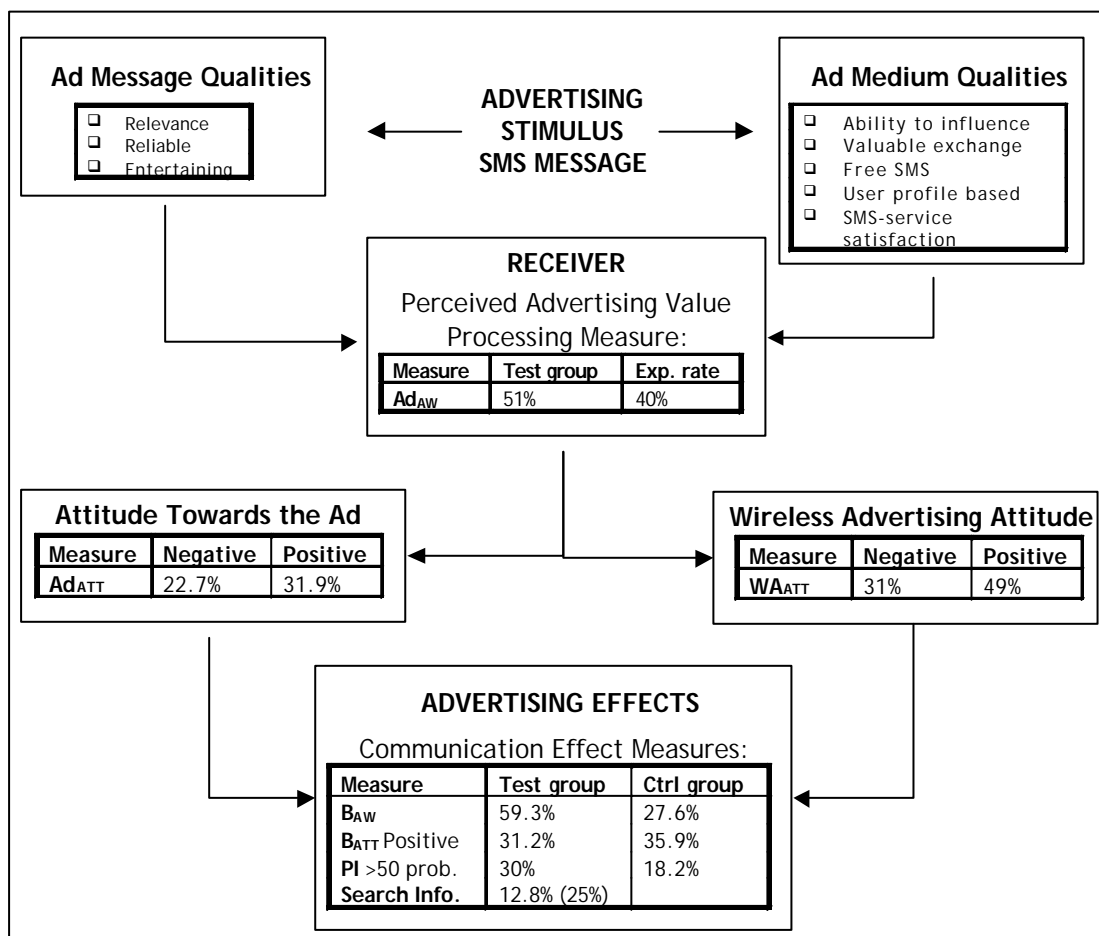 Ad Message Qualities
❑ Relevance
❑ Reliable
❑ Entertaining
ADVERTISING
STIMULUS
SMS MESSAGE
Ad Medium Qualities
❑ Ability to influence
❑ Valuable exchange
❑ Free SMS
❑ User profile based
❑ SMS-service
satisfaction
RECEIVER
Perceived Advertising Value
Processing Measure:
Measure Test group Exp. rate
AdAW 51% 40%
Attitude Towards the Ad
Measure Negative Positive
AdATT 22.7% 31.9%
Wireless Advertising Attitude
Measure Negative Positive
WAATT 31% 49%
ADVERTISING EFFECTS
Communication Effect Measures:
Measure Test group Ctrl group
BAW 59.3% 27.6%
BATT Positive 31.2% 35.9%
PI >50 prob. 30% 18.2%
Search Info. 12.8% (25%)